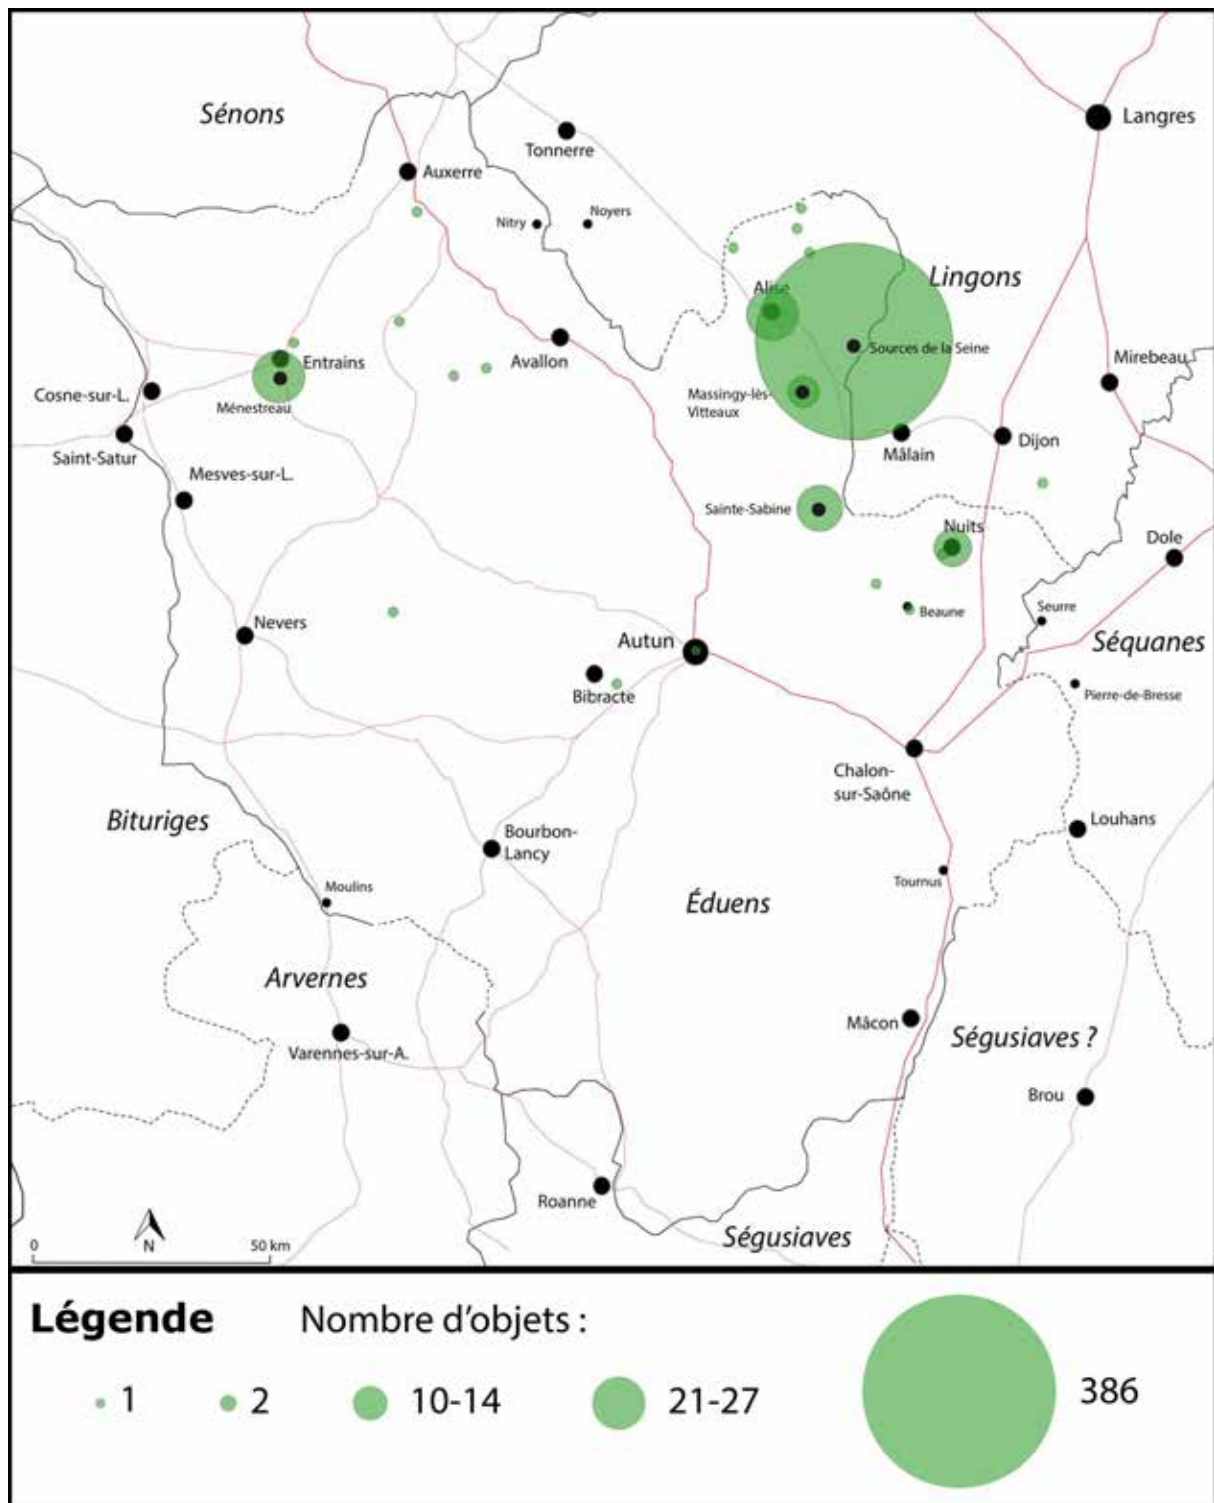 Langres
Sénons
Tonnerre
Auxerre
Nitry
Noyers
Lingons
Alise
Sources de la Seine
Mirebeau
Avallon
Entrains
Ménestreau
Cosne-sur-L.
Massingy-lès-
Vitteaux
Saint-Satur
Mâlain
Dijon
Mesves-sur-L.
Sainte-Sabine
Nuits
Dole
Beaune
Seurre
Nevers
Autun
Séquanes
Bibracte
Pierre-de-Bresse
Chalon-
sur-Saône
Bituriges
Bourbon-
Lancy
Louhans
Moulins
Tournus
Éduens
Arvernes
Mâcon
Ségusiaves ?
Varennes-sur-A.
Brou
Roanne
Ségusiaves
N
0
50 km
Légende
Nombre d'objets :
1
2
10-14
21-27
386